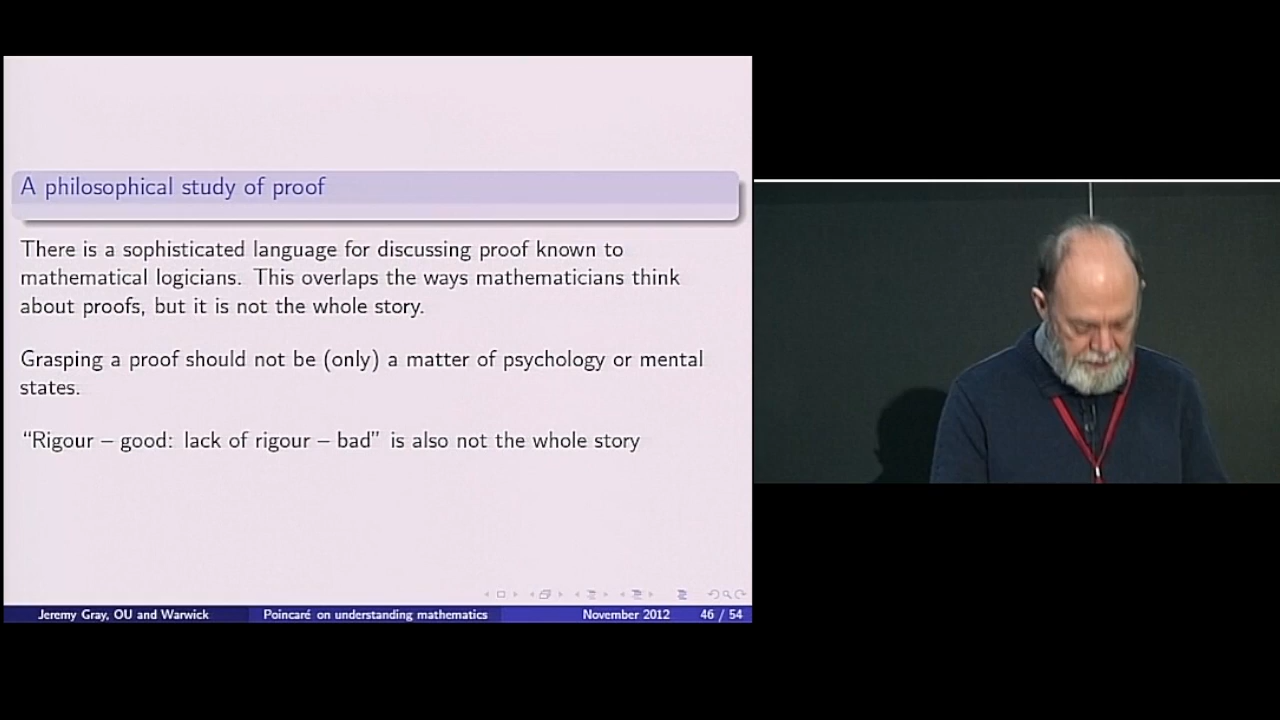 A philosophical study of proof
There is a sophisticated language for discussing proof known to
mathematical logicians. This overlaps the ways mathematicians think
about proofs, but it is not the whole story.
Grasping a proof should not be (only) a matter of psychology or mental
states.
“Rigour – good: lack of rigour – bad” is also not the whole story
Jeremy Gray, OU and Warwick
Poincaré on understanding mathematics
November 2012
46 / 54